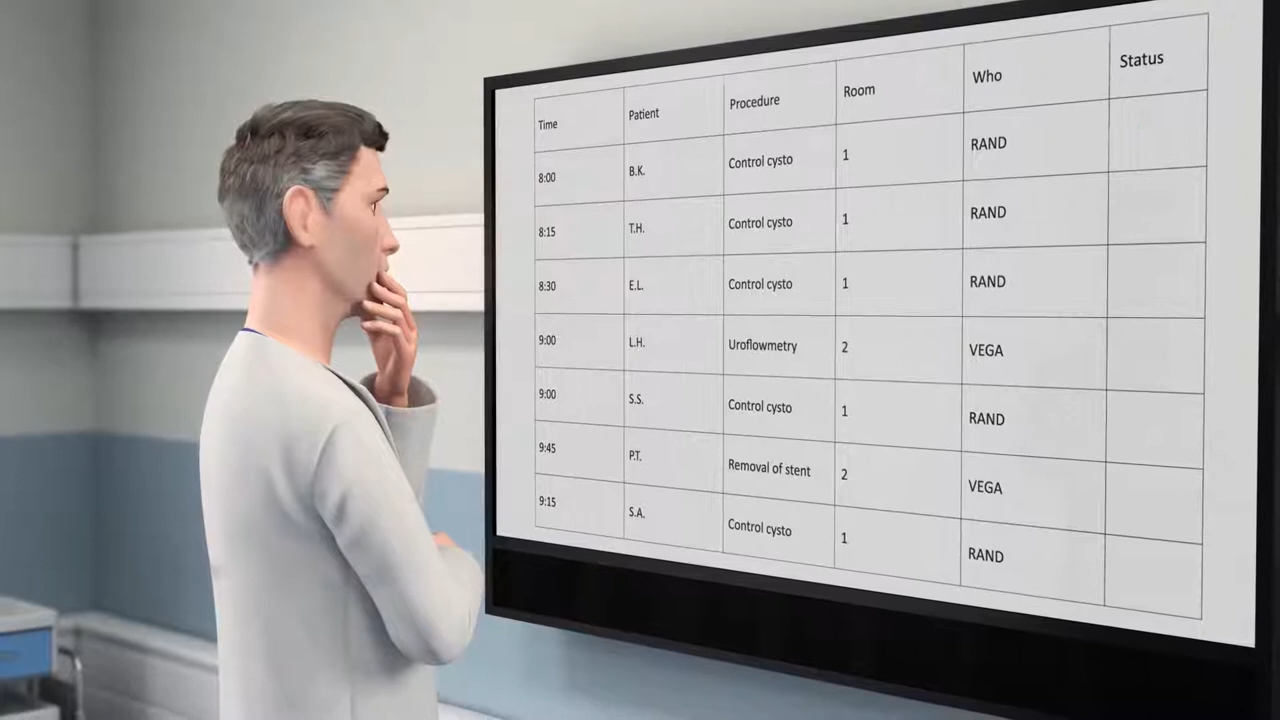 Time Patient Procedure Room Who Status
8:00 B.K. Control cysto 1 RAND
8:15 T.H. Control cysto 1 RAND
8:30 E.L. Control cysto 1 RAND
9:00 L.H. Uroflowmetry 2 VEGA
9:00 S.S. Control cysto 1 RAND
9:45 P.T. Removal of stent 2 VEGA
9:15 S.A. Control cysto 1 RAND